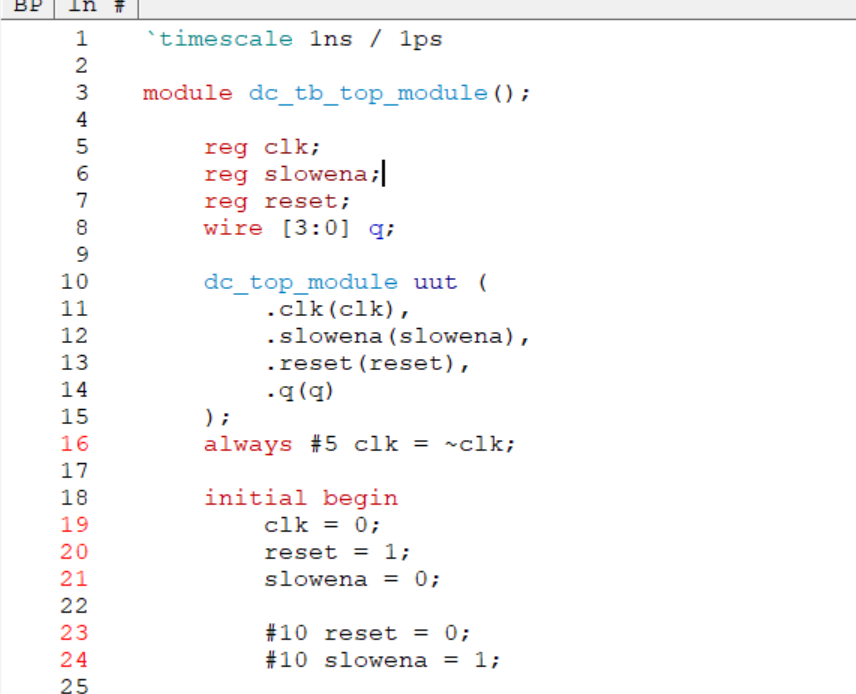 BP ln #
1 `timescale 1ns / 1ps
2
3 module dc_tb_top_module();
4
5 reg clk;
6 reg slowena;
7 reg reset;
8 wire [3:0] q;
9
10 dc_top_module uut (
11 .clk(clk),
12 .slowena(slowena),
13 .reset(reset),
14 .q(q)
15 );
16 always #5 clk = ~clk;
17
18 initial begin
19 clk = 0;
20 reset = 1;
21 slowena = 0;
22
23 #10 reset = 0;
24 #10 slowena = 1;
25